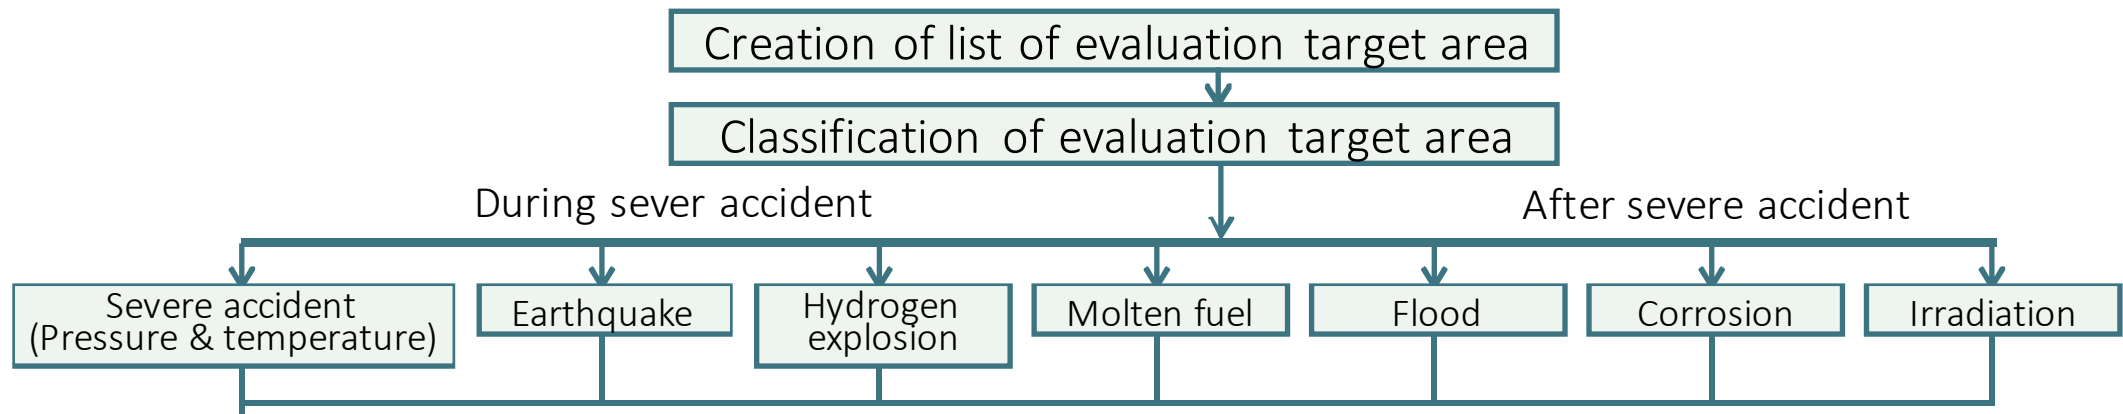 Creation of list of evaluation target area
Classification of evaluation target area
During sever accident
After severe accident
Severe accident
(Pressure & temperature)
Earthquake
Hydrogen
explosion
Molten fuel
Flood
Corrosion
Irradiation